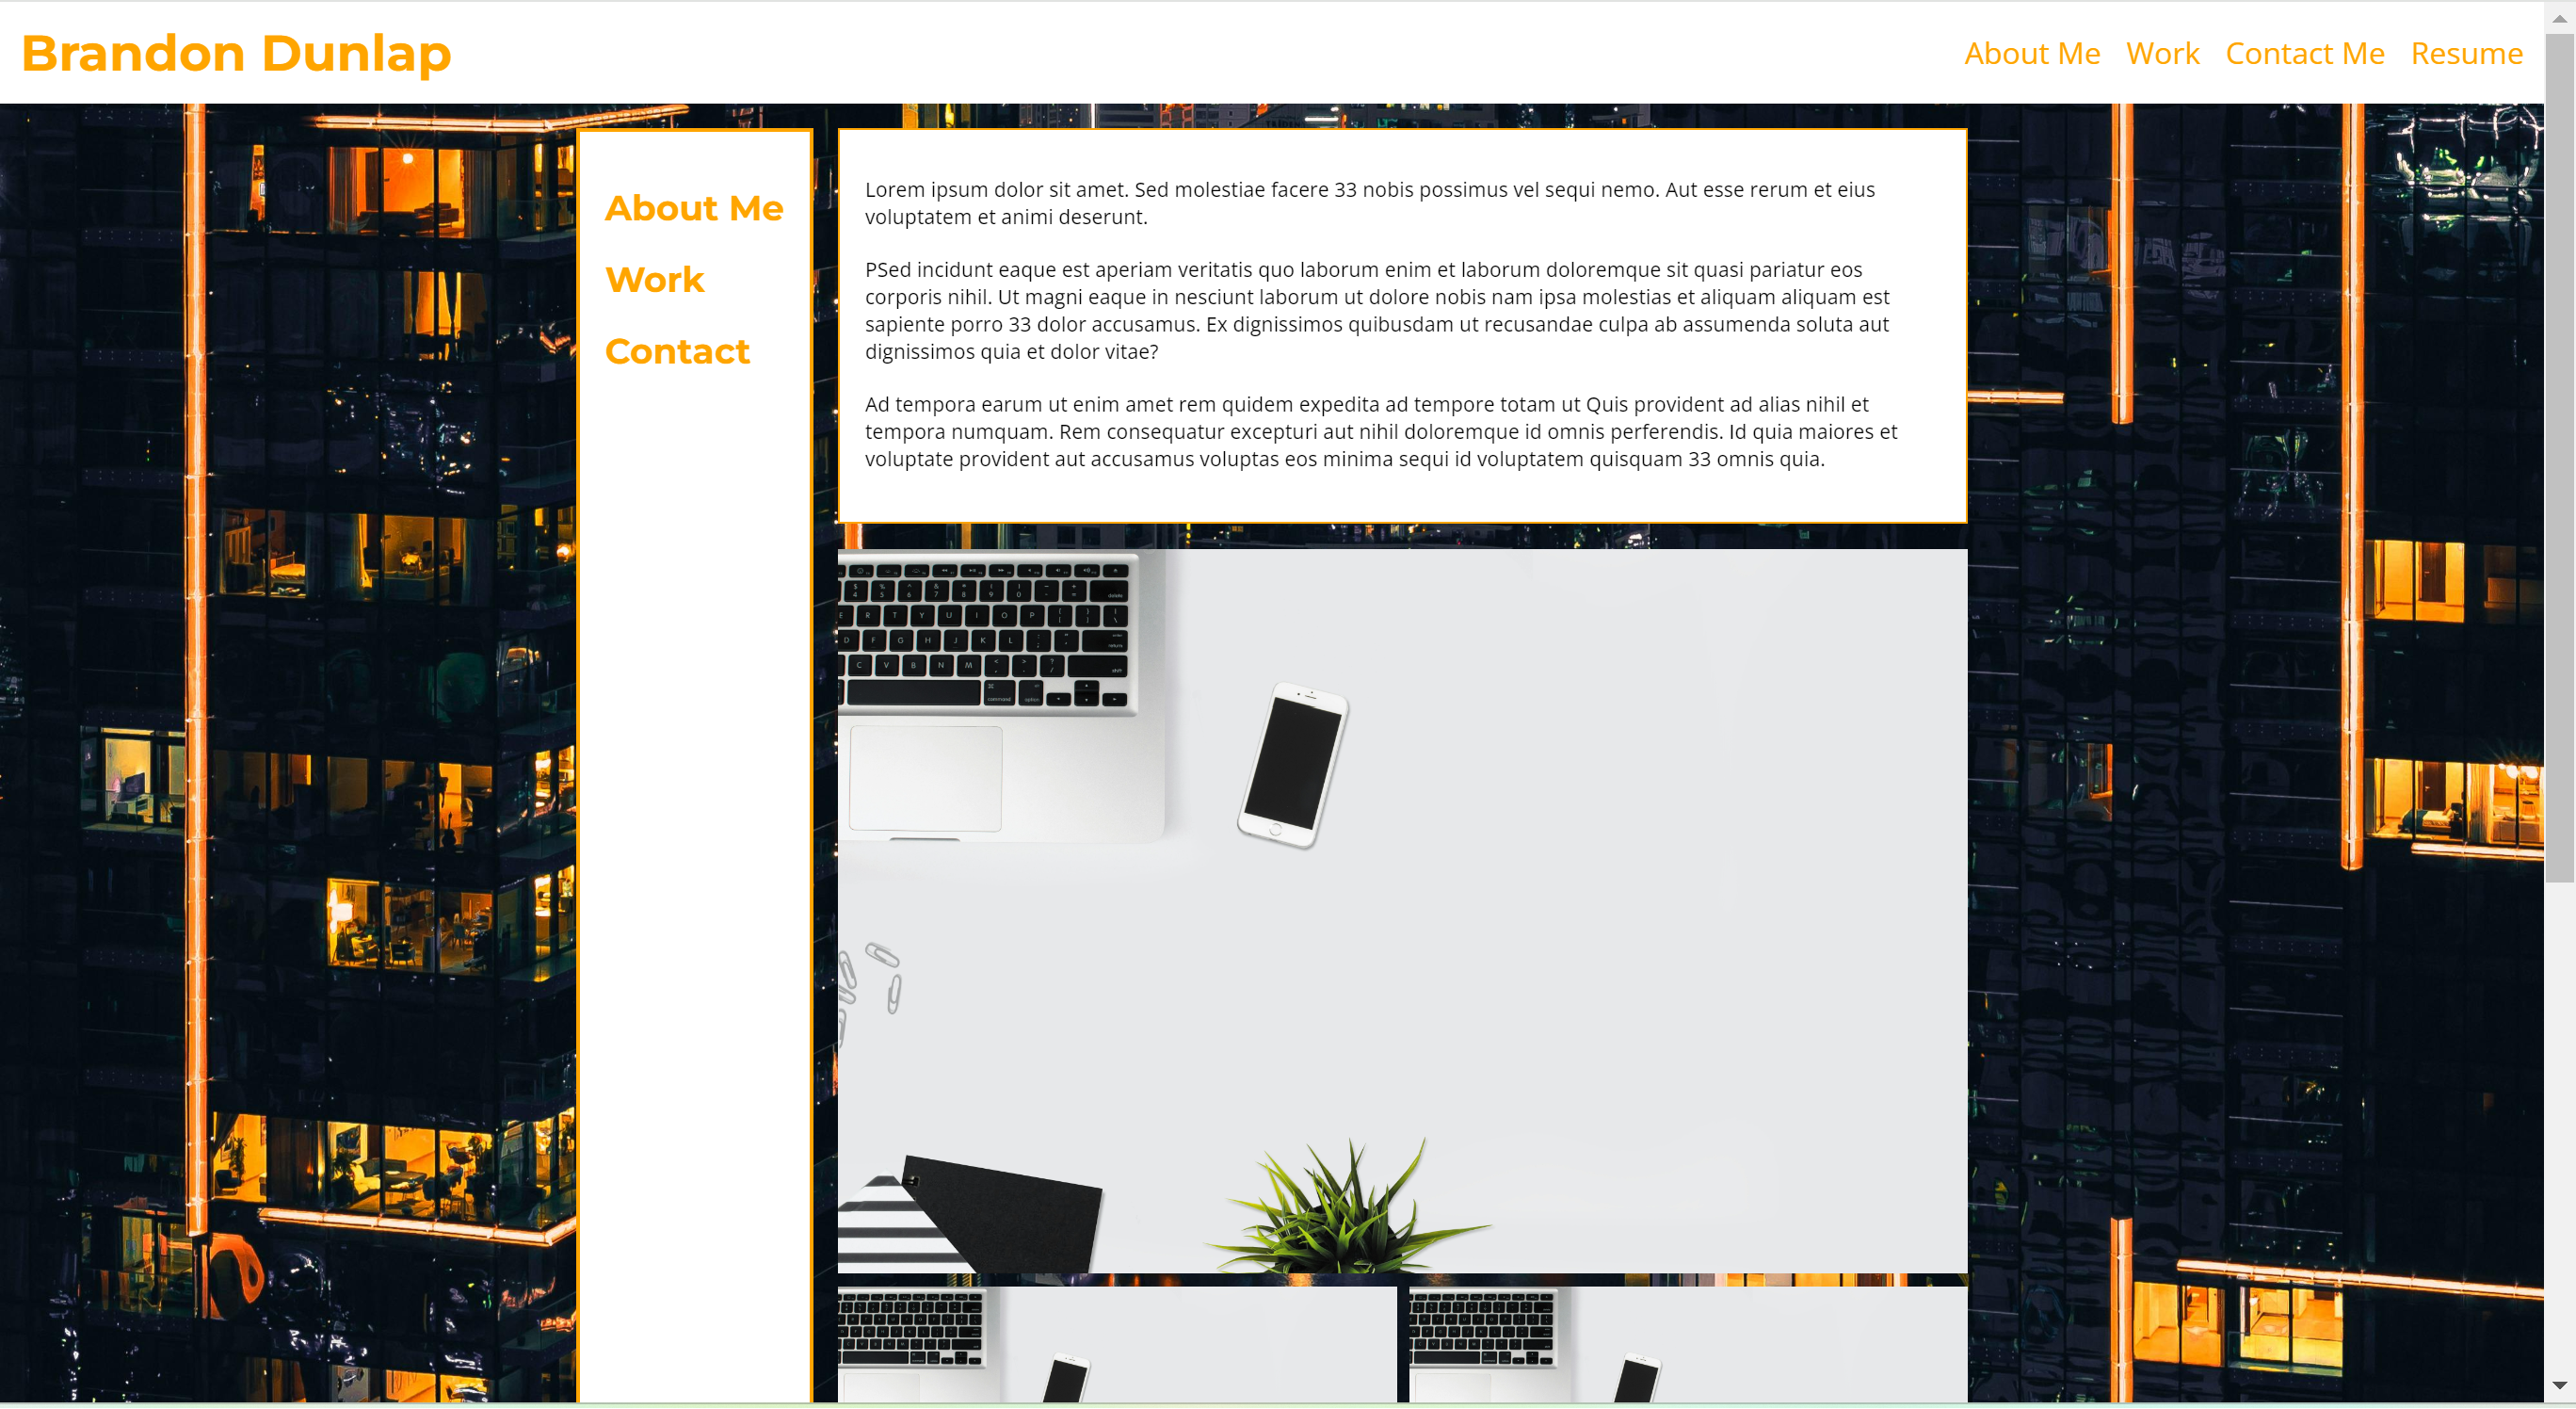 Brandon Dunlap
About Me Work Contact Me Resume
About Me
Work
Contact
Lorem ipsum dolor sit amet. Sed molestiae facere 33 nobis possimus vel sequi nemo. Aut esse rerum et eius
voluptatem et animi deserunt.
PSed incidunt eaque est aperiam veritatis quo laborum enim et laborum doloremque sit quasi pariatur eos
corporis nihil. Ut magni eaque in nesciunt laborum ut dolore nobis nam ipsa molestias et aliquam aliquam est
sapiente porro 33 dolor accusamus. Ex dignissimos quibusdam ut recusandae culpa ab assumenda soluta aut
dignissimos quia et dolor vitae?
Ad tempora earum ut enim amet rem quidem expedita ad tempore totam ut Quis provident ad alias nihil et
tempora numquam. Rem consequatur excepturi aut nihil doloremque id omnis perferendis. Id quia maiores et
voluptate provident aut accusamus voluptas eos minima sequi id voluptatem quisquam 33 omnis quia.